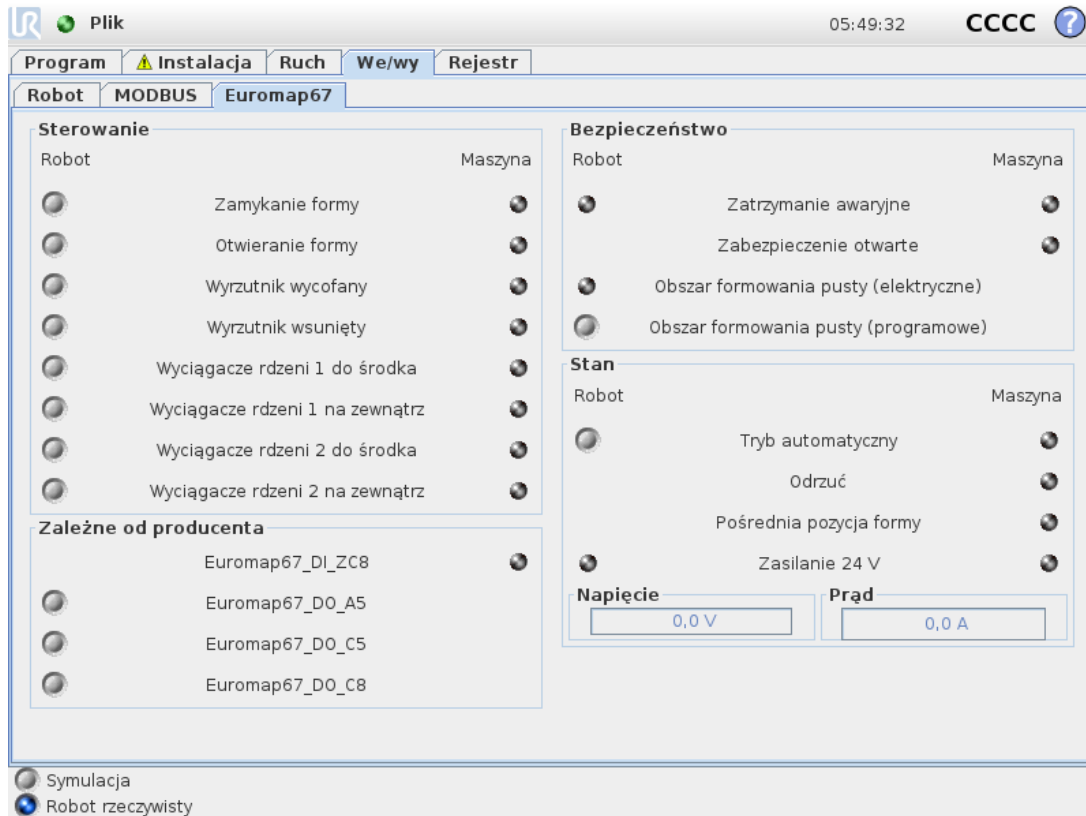 UR Plik 05:49:32 CCCC ?
Program Instalacja Ruch We/wy Rejestr
Robot MODBUS Euromap67
Sterowanie
Robot Maszyna
Zamykanie formy
Otwieranie formy
Wyrzutnik wycofany
Wyrzutnik wsunięty
Wyciągacze rdzeni 1 do środka
Wyciągacze rdzeni 1 na zewnątrz
Wyciągacze rdzeni 2 do środka
Wyciągacze rdzeni 2 na zewnątrz
Zależne od producenta
Euromap67_DI_ZC8
Euromap67_DO_A5
Euromap67_DO_C5
Euromap67_DO_C8
Bezpieczeństwo
Robot Maszyna
Zatrzymanie awaryjne
Zabezpieczenie otwarte
Obszar formowania pusty (elektryczne)
Obszar formowania pusty (programowe)
Stan
Robot Maszyna
Tryb automatyczny
Odrzuć
Pośrednia pozycja formy
Zasilanie 24 V
Napięcie Prąd
0,0 V 0,0 A
Symulacja
Robot rzeczywisty